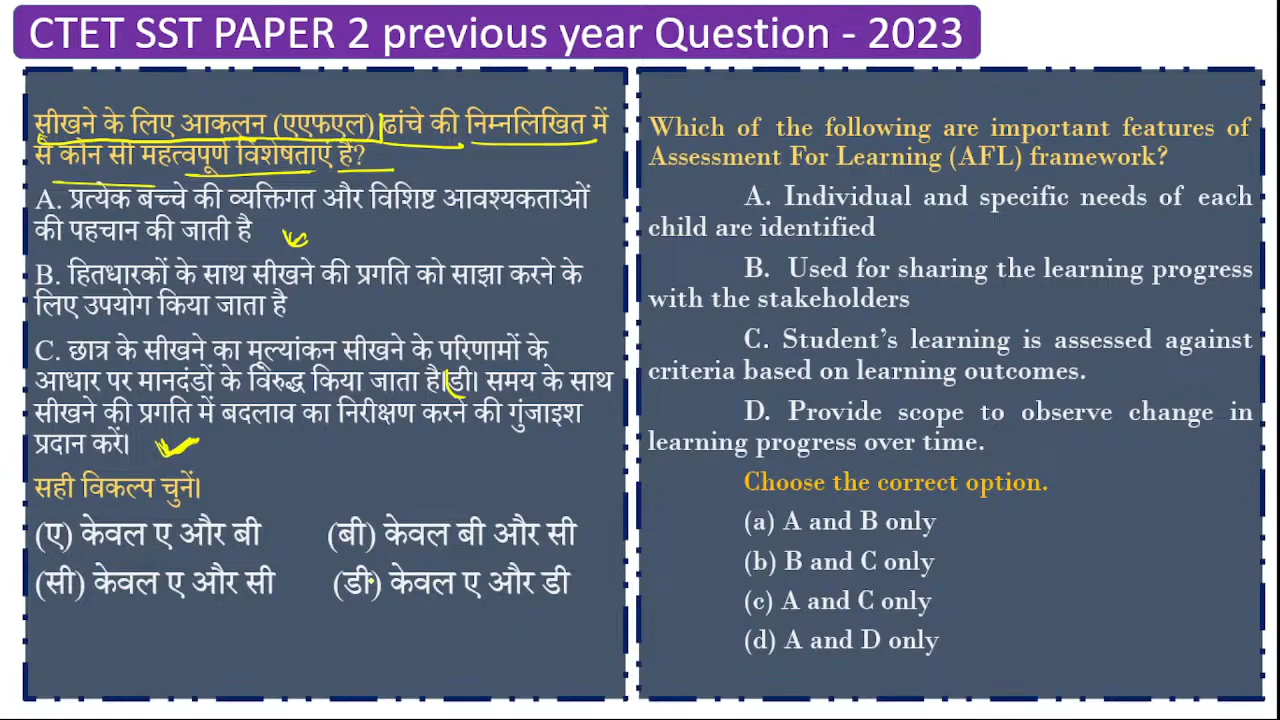 CTET SST PAPER 2 previous year Question - 2023
सीखने के लिए आकलन (एएफएल) ढांचे की निम्नलिखित में
से कौन सी महत्वपूर्ण विशेषताएं हैं?
A. प्रत्येक बच्चे की व्यक्तिगत और विशिष्ट आवश्यकताओं
की पहचान की जाती है
B. हितधारकों के साथ सीखने की प्रगति को साझा करने के
लिए उपयोग किया जाता है
C. छात्र के सीखने का मूल्यांकन सीखने के परिणामों के
आधार पर मानदंडों के विरुद्ध किया जाता है।डी। समय के साथ
सीखने की प्रगति में बदलाव का निरीक्षण करने की गुंजाइश
प्रदान करें।
सही विकल्प चुनें।
(ए) केवल ए और बी (बी) केवल बी और सी
(सी) केवल ए और सी (डी) केवल ए और डी
Which of the following are important features of
Assessment For Learning (AFL) framework?
A. Individual and specific needs of each
child are identified
B. Used for sharing the learning progress
with the stakeholders
C. Student's learning is assessed against
criteria based on learning outcomes.
D. Provide scope to observe change in
learning progress over time.
Choose the correct option.
(a) A and B only
(b) B and C only
(c) A and C only
(d) A and D only